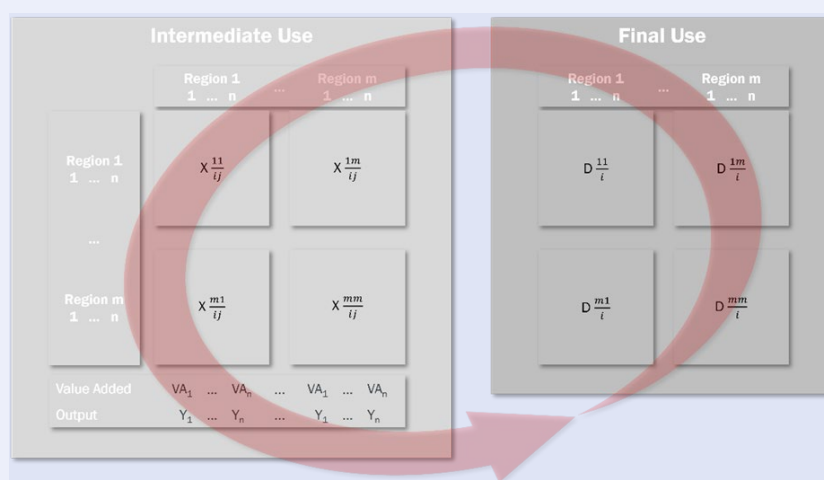 Intermediate Use
Final Use
Region 1 ... Region m
1 ... n 1 ... n
Region 1 ... Region m
1 ... n 1 ... n
Region 1
1 ... n
X 11/ij
X 1m/ij
D 11/i
D 1m/i
...
Region m
1 ... n
X m1/ij
X mm/ij
D m1/i
D mm/i
Value Added VA1 ... VAn ... VA1 ... VAn
Output Y1 ... Yn ... Y1 ... Yn